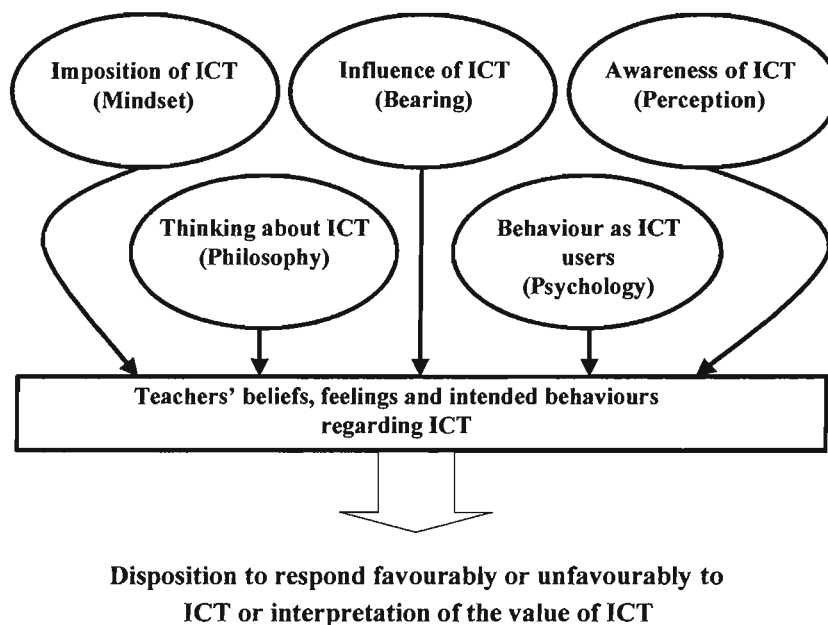 Imposition of ICT
(Mindset)
Influence of ICT
(Bearing)
Awareness of ICT
(Perception)
Thinking about ICT
(Philosophy)
Behaviour as ICT
users
(Psychology)
Teachers' beliefs, feelings and intended behaviours
regarding ICT
Disposition to respond favourably or unfavourably to
ICT or interpretation of the value of ICT